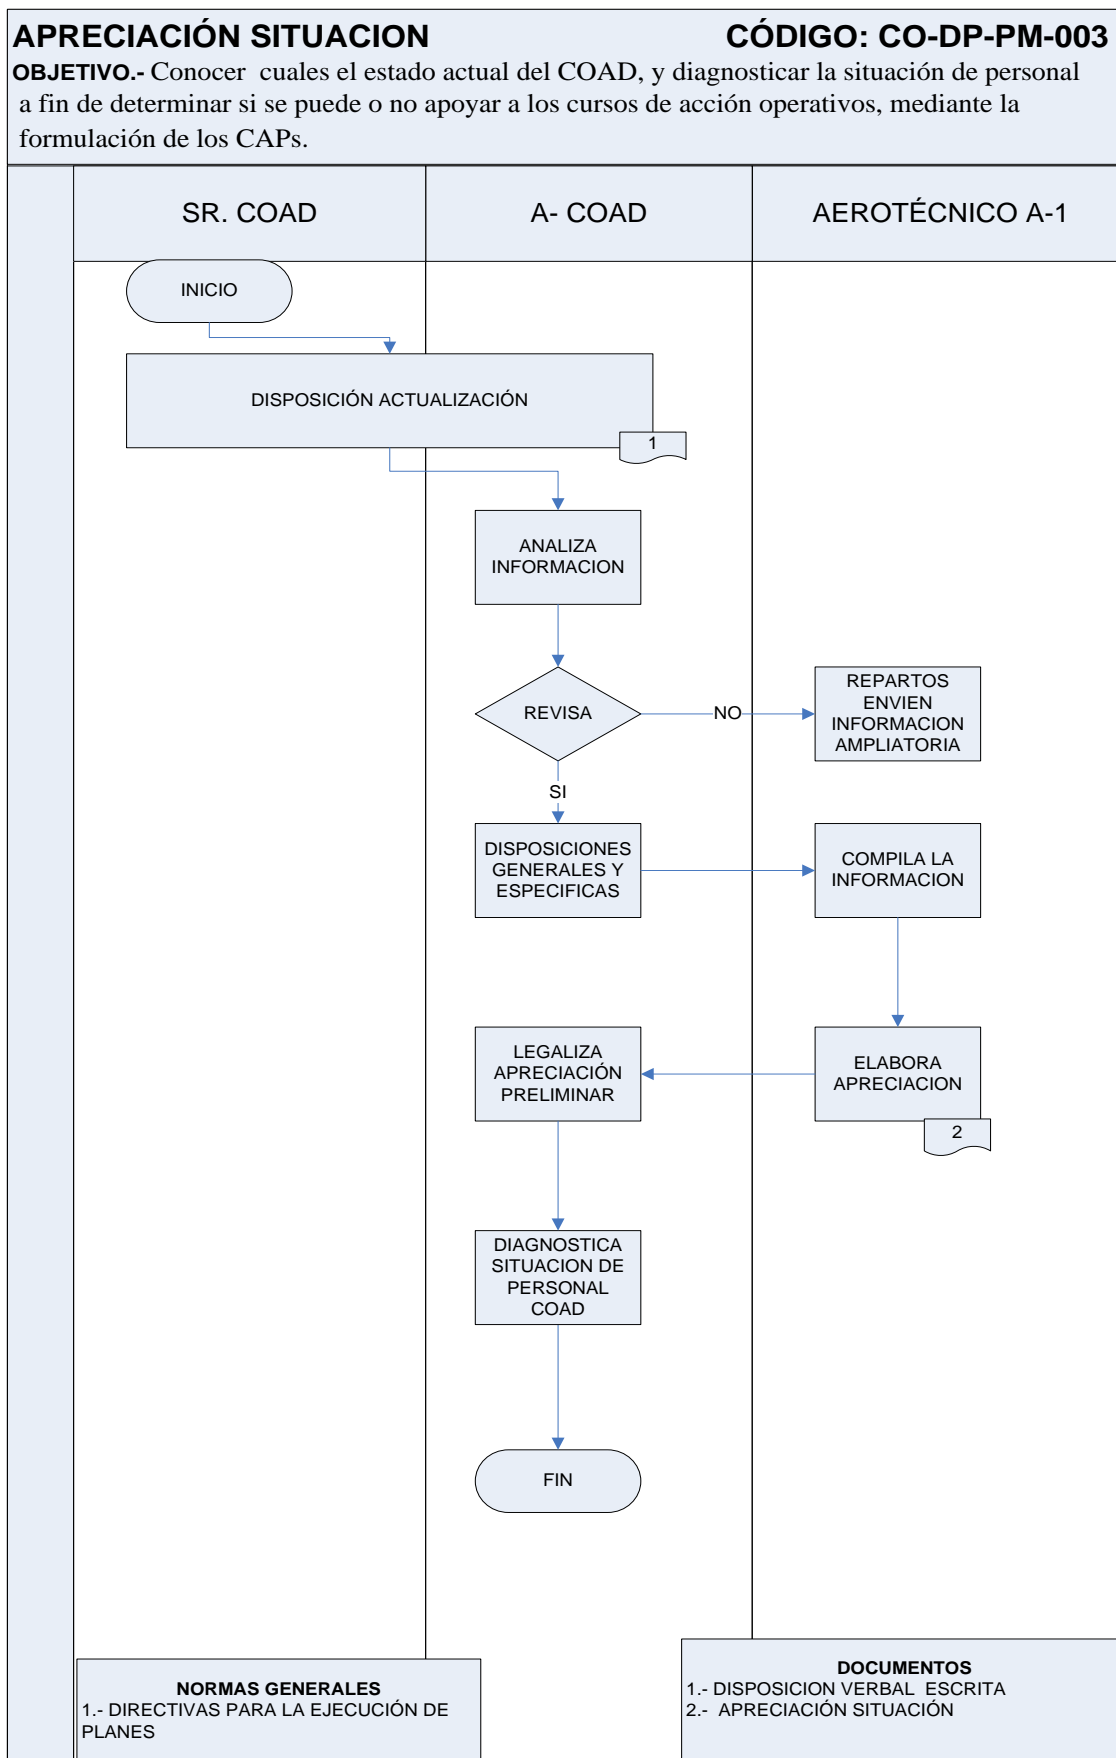 APRECIACIÓN SITUACION CÓDIGO: CO-DP-PM-003
OBJETIVO.- Conocer cuales el estado actual del COAD, y diagnosticar la situación de personal
a fin de determinar si se puede o no apoyar a los cursos de acción operativos, mediante la
formulación de los CAPs.
SR. COAD
A- COAD
AEROTÉCNICO A-1
INICIO
DISPOSICIÓN ACTUALIZACIÓN
1
ANALIZA
INFORMACION
REVISA
NO
REPARTOS
ENVIEN
INFORMACION
AMPLIATORIA
SI
DISPOSICIONES
GENERALES Y
ESPECIFICAS
COMPILA LA
INFORMACION
LEGALIZA
APRECIACIÓN
PRELIMINAR
ELABORA
APRECIACION
2
DIAGNOSTICA
SITUACION DE
PERSONAL
COAD
FIN
NORMAS GENERALES
1.- DIRECTIVAS PARA LA EJECUCIÓN DE
PLANES
DOCUMENTOS
1.- DISPOSICION VERBAL ESCRITA
2.- APRECIACIÓN SITUACIÓN